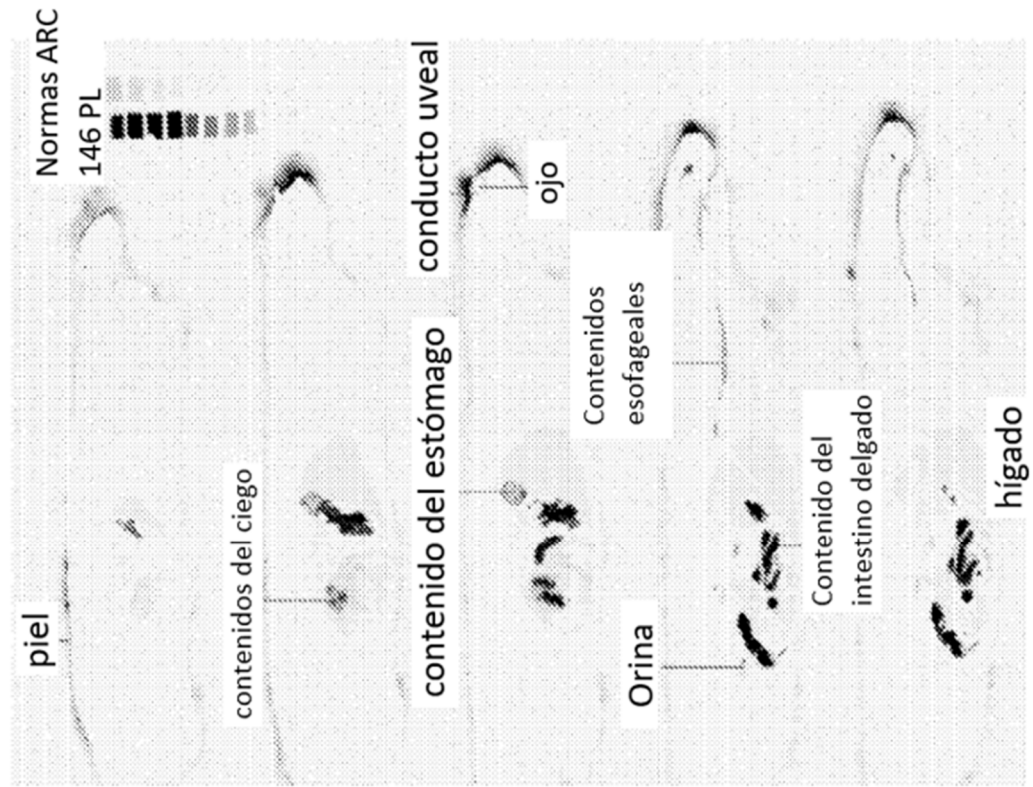 Normas ARC
146 PL
piel
contenidos del ciego
conducto uveal
ojo
contenido del estómago
Contenidos
esofageales
Orina
Contenido del
intestino delgado
hígado